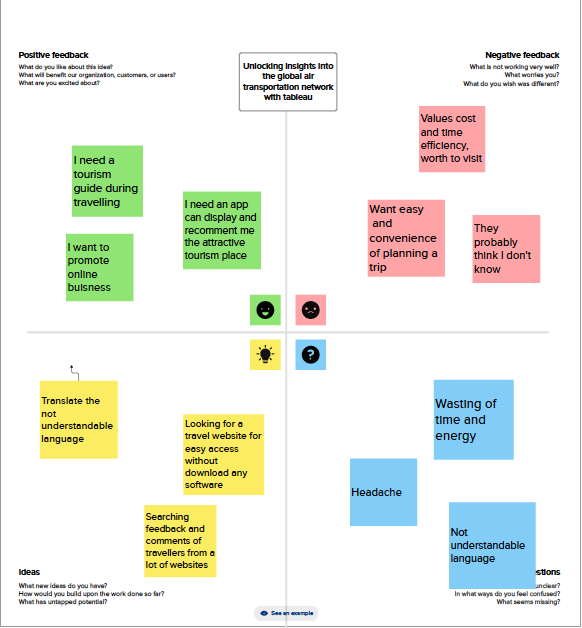 Positive feedback
What do you like about this idea?
What will benefit our organization, customers, or users?
What are you excited about?
Unlocking insights into
the global air
transportation network
with tableau
Negative feedback
What is not working very well?
What worries you?
What do you wish was different?
I need a
tourism
guide during
travelling
I need an app
can display and
recomment me
the attractive
tourism place
I want to
promote
online
buisness
Values cost
and time
efficiency,
worth to visit
Want easy
and
convenience
of planning a
trip
They
probably
think I don't
know
Translate the
not
understandable
language
Looking for a
travel website for
easy access
without
download any
software
Searching
feedback and
comments of
travellers from a
lot of websites
Wasting of
time and
energy
Headache
Not
understandable
language
Ideas
What new ideas do you have?
How would you build upon the work done so far?
What has untapped potential?
stions
unclear?
In what ways do you feel confused?
What seems missing?
See an example